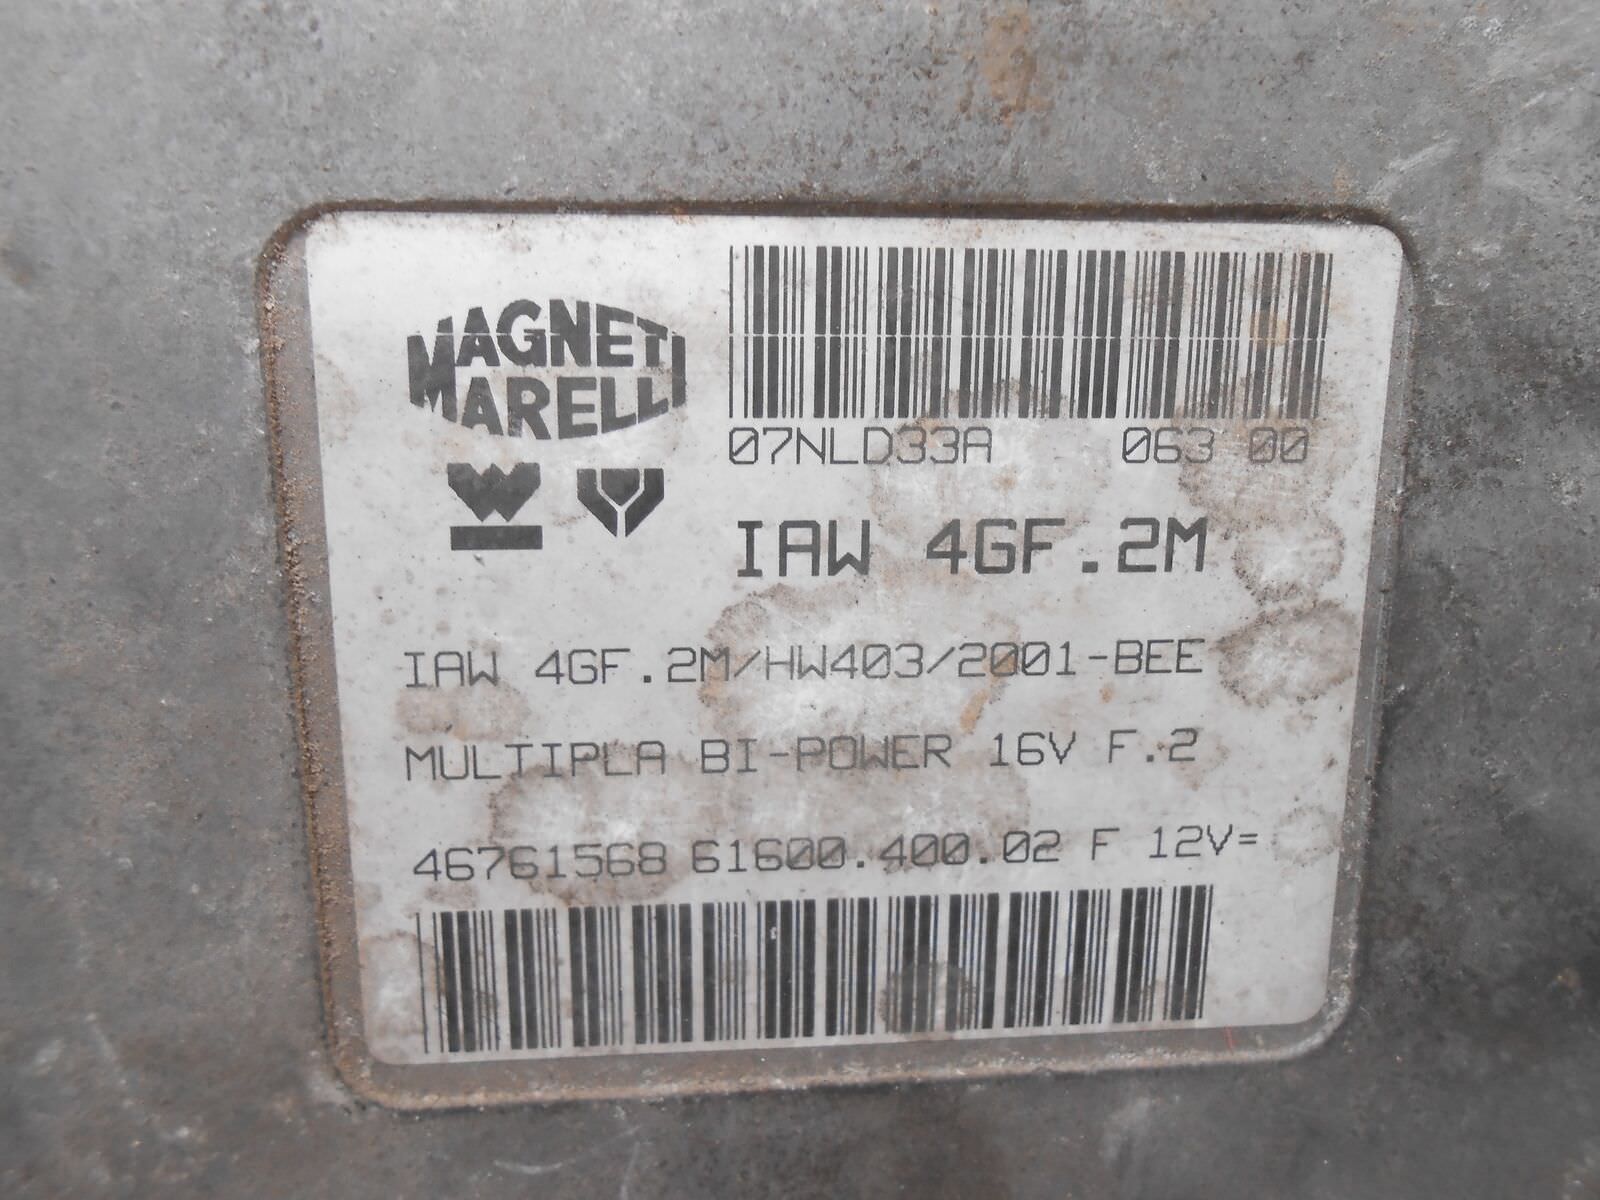 MAGNETI
MARELLI
07NLD33A 063 00
IAW 4GF.2M
IAW 4GF.2M/HW403/2001-BEE
MULTIPLA BI-POWER 16V F.2
46761568 61600.400.02 F 12V=